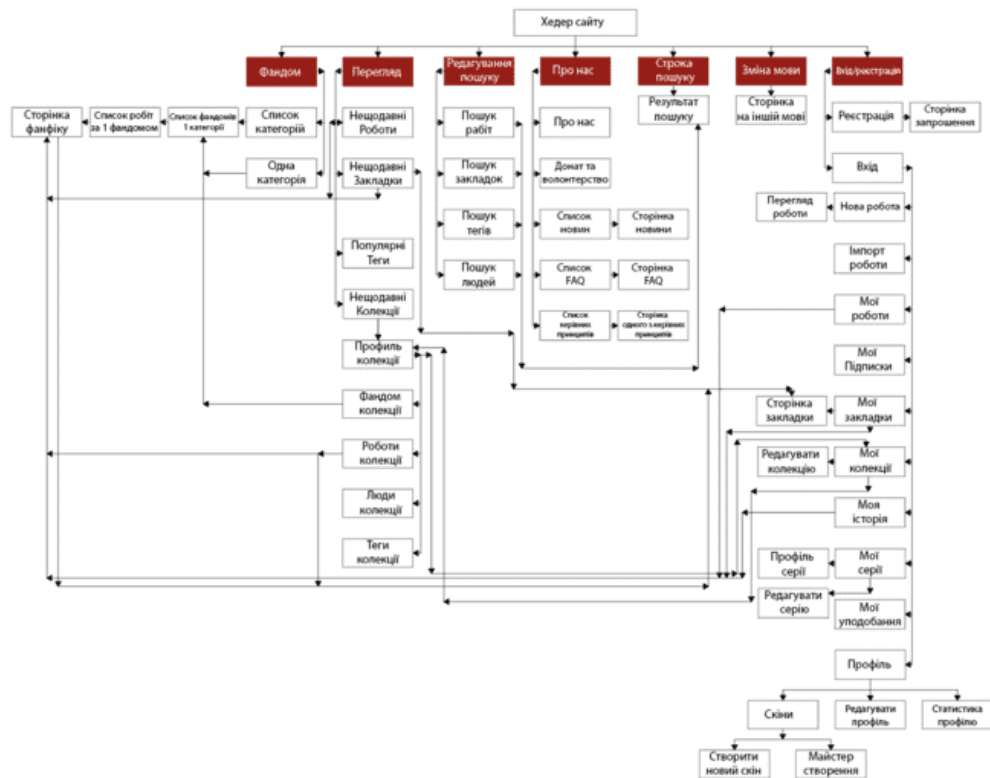 Хедер сайту
Фандом
Перегляд
Редагування
пошуку
Про нас
Строка
пошуку
Зміна мови
Вхід/реєстрація
Сторінка
фанфіку
Список робіт
за 1 фандомом
Список фандомів
1 категорії
Список
категорій
Нещодавні
Роботи
Пошук
рабіт
Про нас
Результат
пошуку
Сторінка
на іншій мові
Реєстрація
Сторінка
запрошення
Одна
категорія
Нещодавні
Закладки
Пошук
закладок
Донат та
волонтерство
Вхід
Перегляд
роботи
Нова робота
Популярні
Теги
Пошук
тегів
Список
новин
Сторінка
новини
Імпорт
роботи
Нещодавні
Колекції
Пошук
людей
Список
FAQ
Сторінка
FAQ
Мої
роботи
Профиль
колекції
Список
керівних
принципів
Сторінка
одного з керівних
принципів
Мої
Підписки
Фандом
колекції
Сторінка
закладки
Мої
закладки
Роботи
колекції
Редагувати
колекцію
Мої
колекції
Люди
колекції
Моя
історія
Теги
колекції
Профіль
серії
Мої
серії
Редагувати
серію
Мої
уподобання
Профіль
Скіни
Редагувати
профіль
Статистика
профілю
Створити
новий скін
Майстер
створення